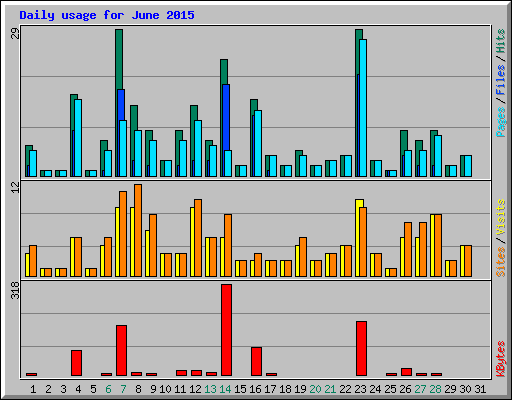 Daily usage for June 2015
29
Pages / Files / Hits
12
Sites / Visits
318
KBytes
1 2 3 4 5 6 7 8 9 10 11 12 13 14 15 16 17 18 19 20 21 22 23 24 25 26 27 28 29 30 31